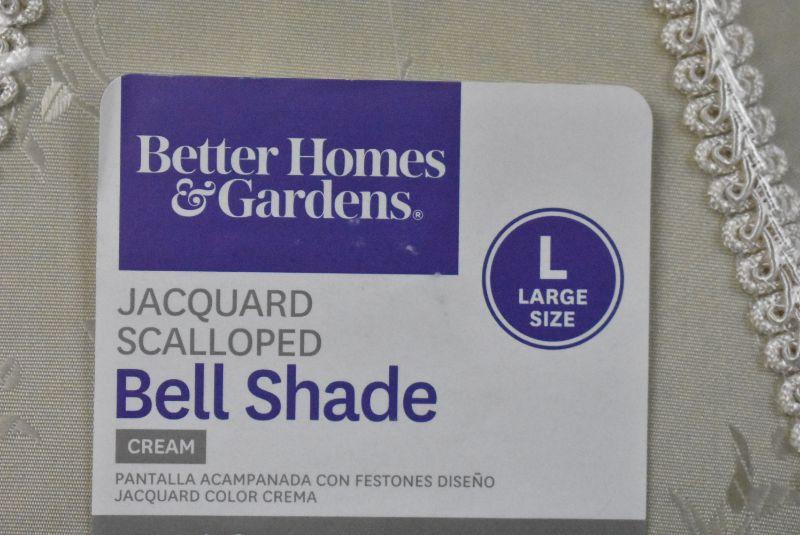 Better Homes
& Gardens®
L
LARGE
SIZE
JACQUARD
SCALLOPED
Bell Shade
CREAM
PANTALLA ACAMPANADA CON FESTONES DISEÑO
JACQUARD COLOR CREMA